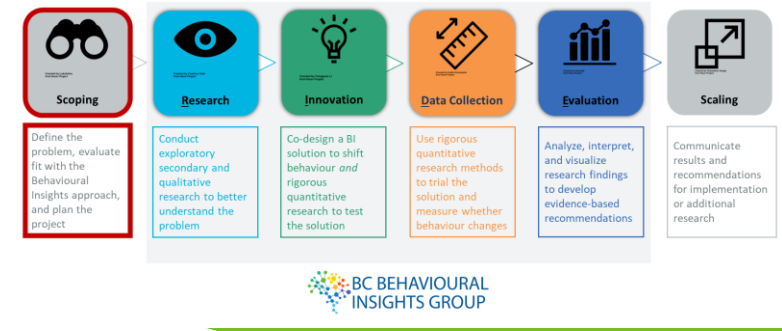 Scoping
Research
Innovation
Data Collection
Evaluation
Scaling
Define the
problem, evaluate
fit with the
Behavioural
Insights approach,
and plan the
project
Conduct
exploratory
secondary and
qualitative
research to better
understand the
problem
Co-design a BI
solution to shift
behaviour and
rigorous
quantitative
research to test
the solution
Use rigorous
quantitative
research methods
to trial the
solution and
measure whether
behaviour changes
Analyze, interpret,
and visualize
research findings
to develop
evidence-based
recommendations
Communicate
results and
recommendations
for implementation
or additional
research
BC BEHAVIOURAL
INSIGHTS GROUP